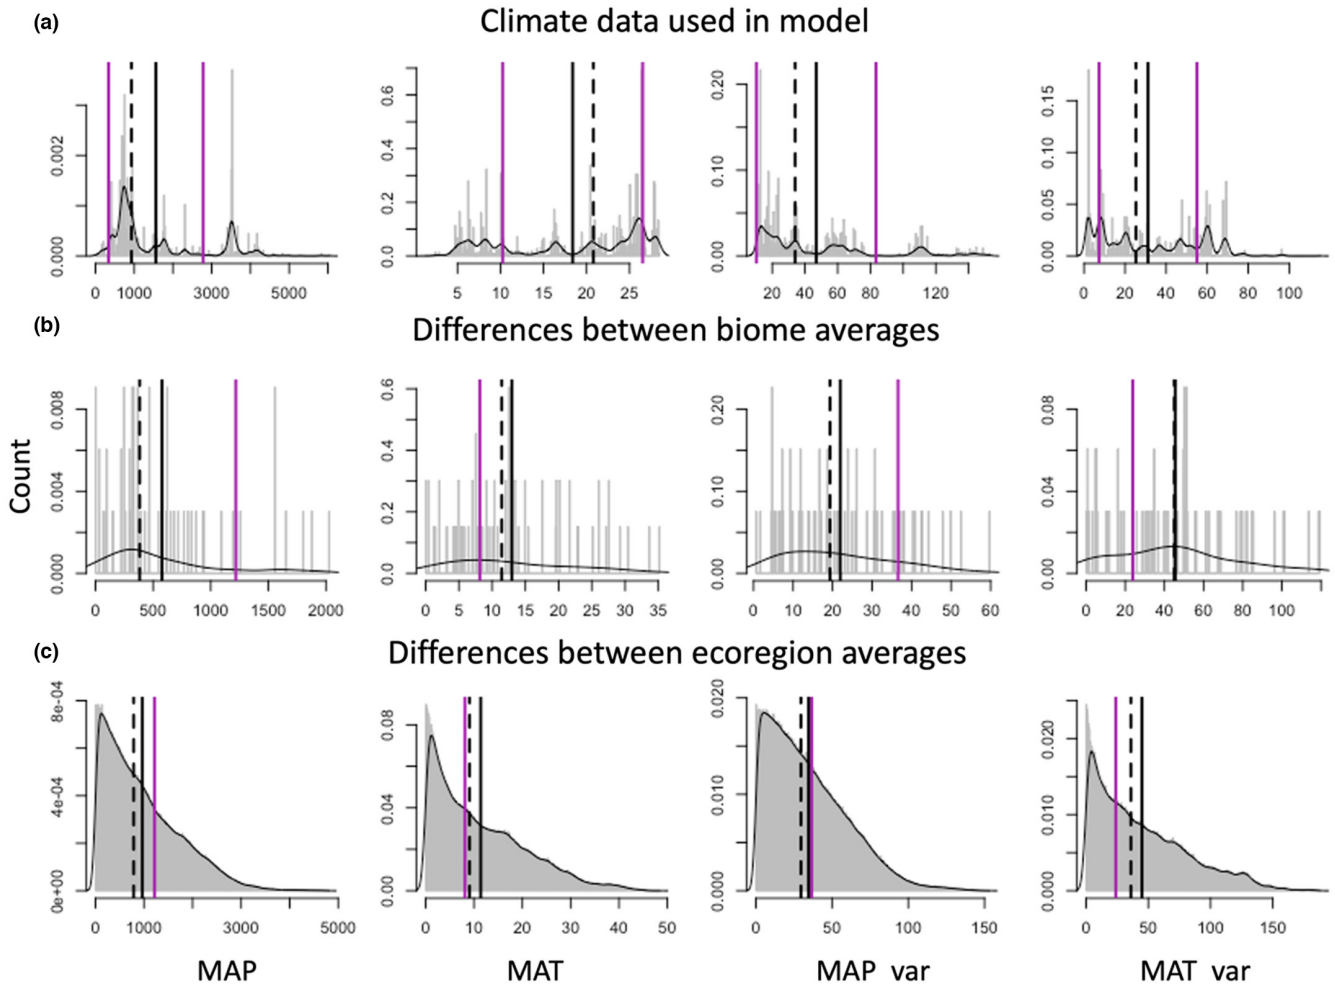 (a)
Climate data used in model
0.000 0.002
0 1000 3000 5000
0.0 0.2 0.4 0.6
5 10 15 20 25
0.00 0.10 0.20
20 40 60 80 120
0.00 0.05 0.10 0.15
0 20 40 60 80 100
(b)
Differences between biome averages
Count
0.000 0.004 0.008
0 500 1000 1500 2000
0.0 0.2 0.4 0.6
0 5 10 15 20 25 30 35
0.00 0.10 0.20
0 10 20 30 40 50 60
0.00 0.04 0.08
0 20 40 60 80 100
(c)
Differences between ecoregion averages
0e+00 4e-04 8e-04
0 1000 3000 5000
0.00 0.04 0.08
0 10 20 30 40 50
0.000 0.010 0.020
0 50 100 150
0.000 0.010 0.020
0 50 100 150
MAP
MAT
MAP var
MAT var